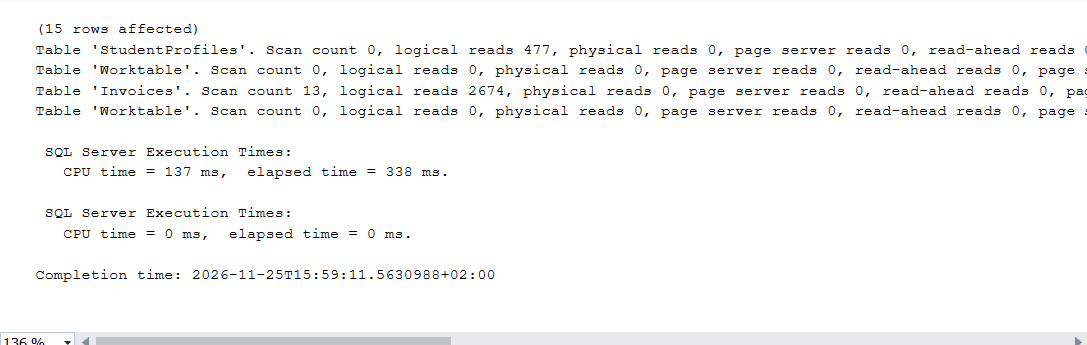 (15 rows affected)
Table 'StudentProfiles'. Scan count 0, logical reads 477, physical reads 0, page server reads 0, read-ahead reads
Table 'Worktable'. Scan count 0, logical reads 0, physical reads 0, page server reads 0, read-ahead reads 0, page
Table 'Invoices'. Scan count 13, logical reads 2674, physical reads 0, page server reads 0, read-ahead reads 0,
Table 'Worktable'. Scan count 0, logical reads 0, physical reads 0, page server reads 0, read-ahead reads 0, page
SQL Server Execution Times:
CPU time = 137 ms,  elapsed time = 338 ms.
SQL Server Execution Times:
CPU time = 0 ms,  elapsed time = 0 ms.
Completion time: 2026-11-25T15:59:11.5630988+02:00
136 %